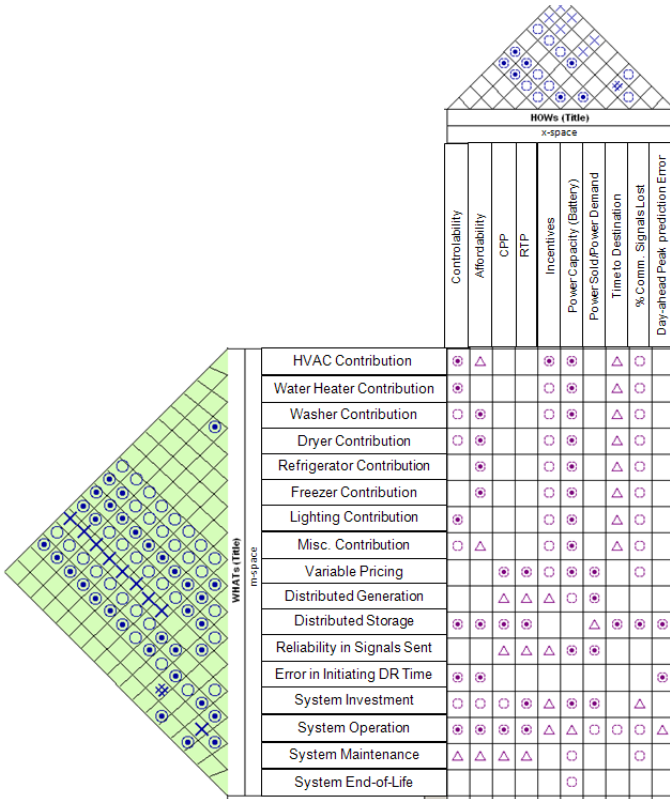 HOWs (Title)
x-space
Controlability
Affordability
CPP
RTP
Incentives
Power Capacity (Battery)
Power Sold/Power Demand
Time to Destination
% Comm. Signals Lost
Day-ahead Peak prediction Error
WHATs (Title)
m-space
HVAC Contribution
Water Heater Contribution
Washer Contribution
Dryer Contribution
Refrigerator Contribution
Freezer Contribution
Lighting Contribution
Misc. Contribution
Variable Pricing
Distributed Generation
Distributed Storage
Reliability in Signals Sent
Error in Initiating DR Time
System Investment
System Operation
System Maintenance
System End-of-Life